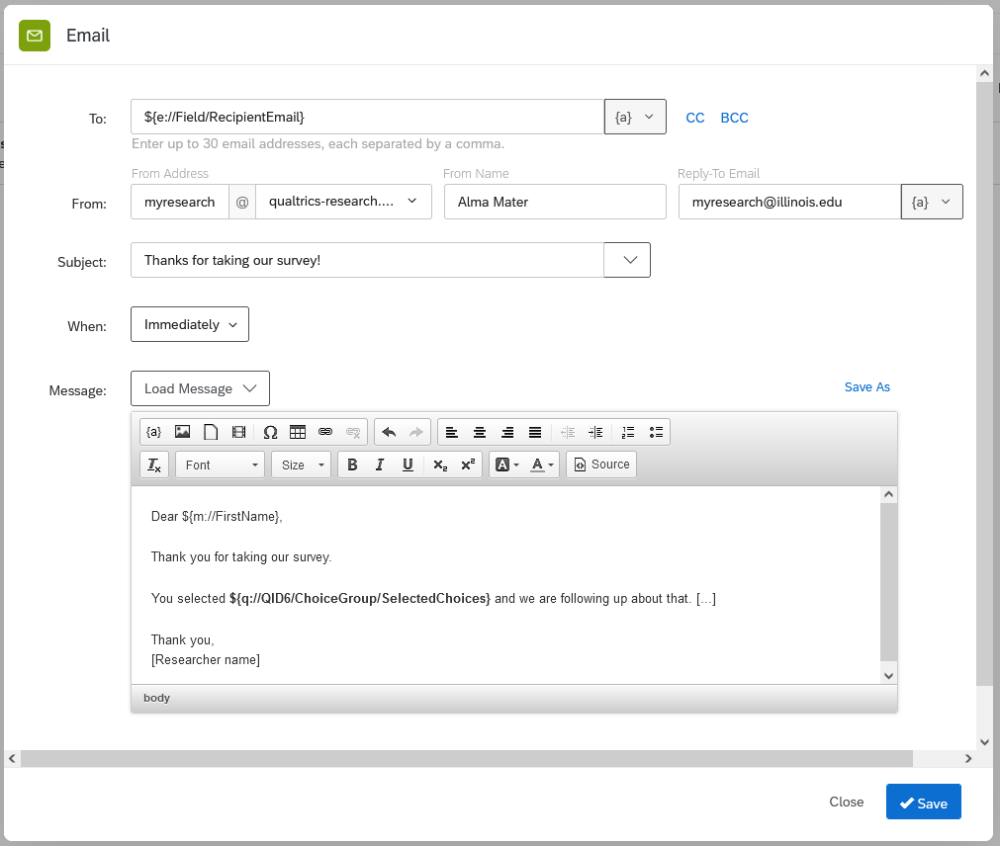 Email
To:
${e://Field/RecipientEmail}
{a}
CC
BCC
Enter up to 30 email addresses, each separated by a comma.
From Address
From Name
Reply-To Email
From:
myresearch
@
qualtrics-research....
Alma Mater
myresearch@illinois.edu
{a}
Subject:
Thanks for taking our survey!
When:
Immediately
Message:
Load Message
Save As
{a}
Font
Size
Source
Dear ${m://FirstName},
Thank you for taking our survey.
You selected ${q://QID6/ChoiceGroup/SelectedChoices} and we are following up about that. [...]
Thank you,
[Researcher name]
body
Close
Save